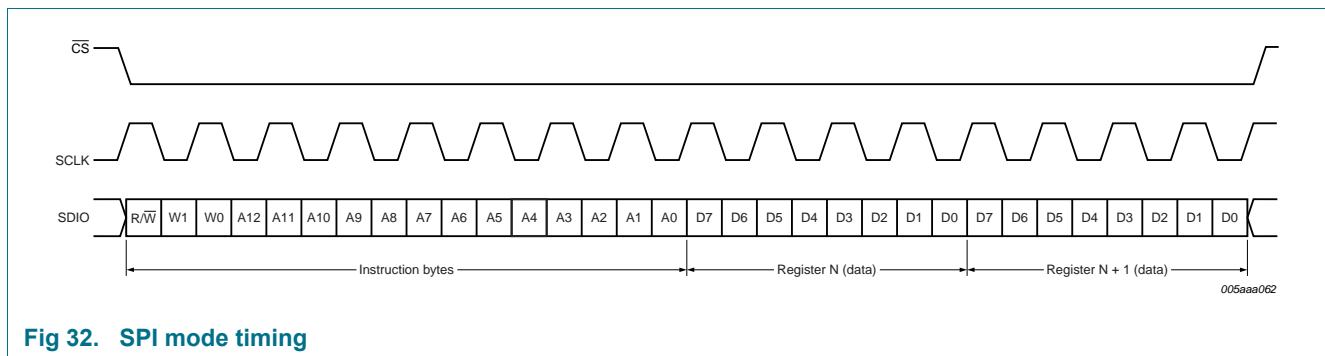 C̅S̅
SCLK
SDIO R/W̅ W1 W0 A12 A11 A10 A9 A8 A7 A6 A5 A4 A3 A2 A1 A0 D7 D6 D5 D4 D3 D2 D1 D0 D7 D6 D5 D4 D3 D2 D1 D0
Instruction bytes Register N (data) Register N + 1 (data)
005aaa062
Fig 32. SPI mode timing